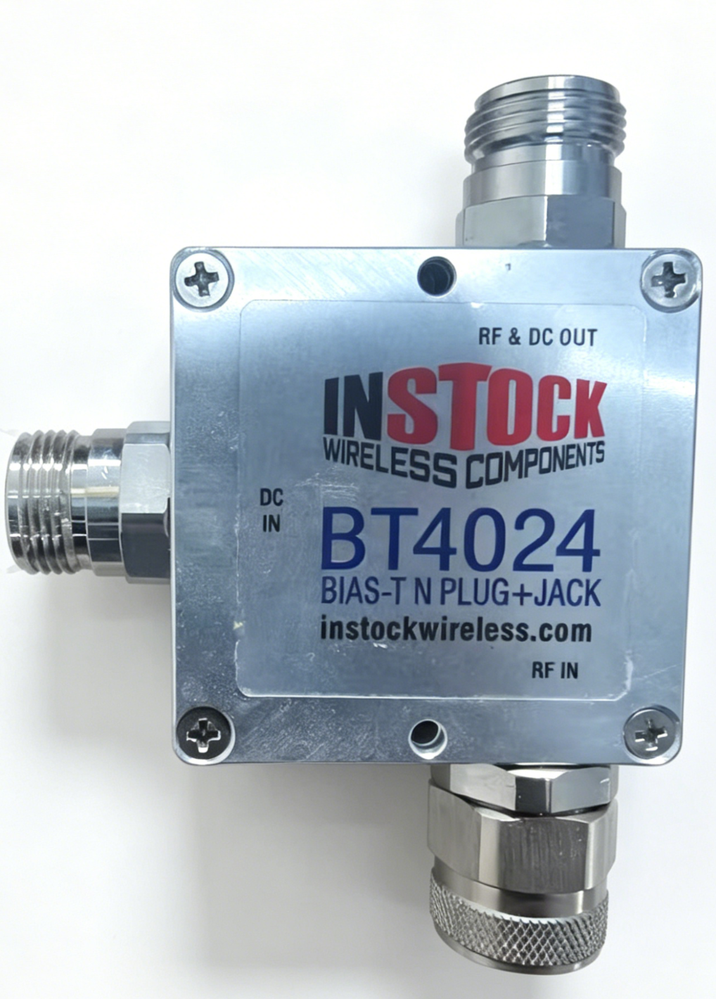 RF & DC OUT
INSTOCK
WIRELESS COMPONENTS
DC
IN
BT4024
BIAS-T N PLUG+JACK
instockwireless.com
RF IN